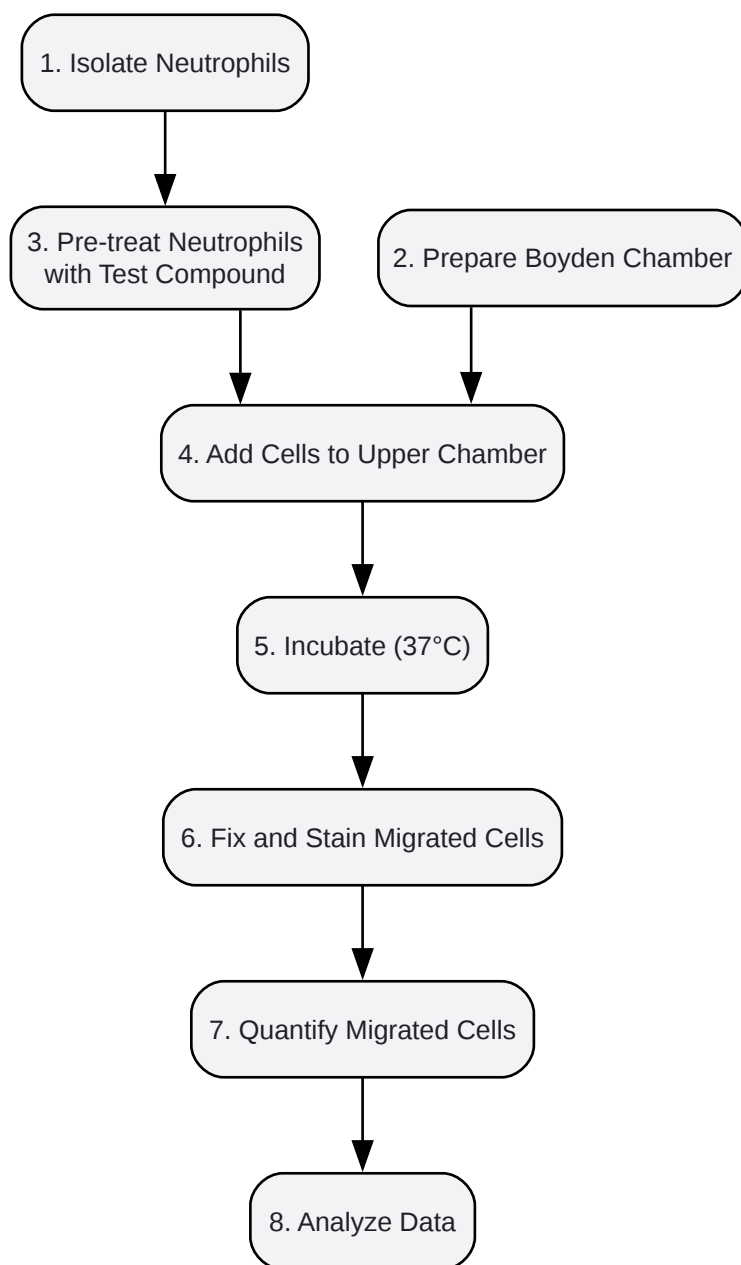 1. Isolate Neutrophils
3. Pre-treat Neutrophils
with Test Compound
2. Prepare Boyden Chamber
4. Add Cells to Upper Chamber
5. Incubate (37°C)
6. Fix and Stain Migrated Cells
7. Quantify Migrated Cells
8. Analyze Data